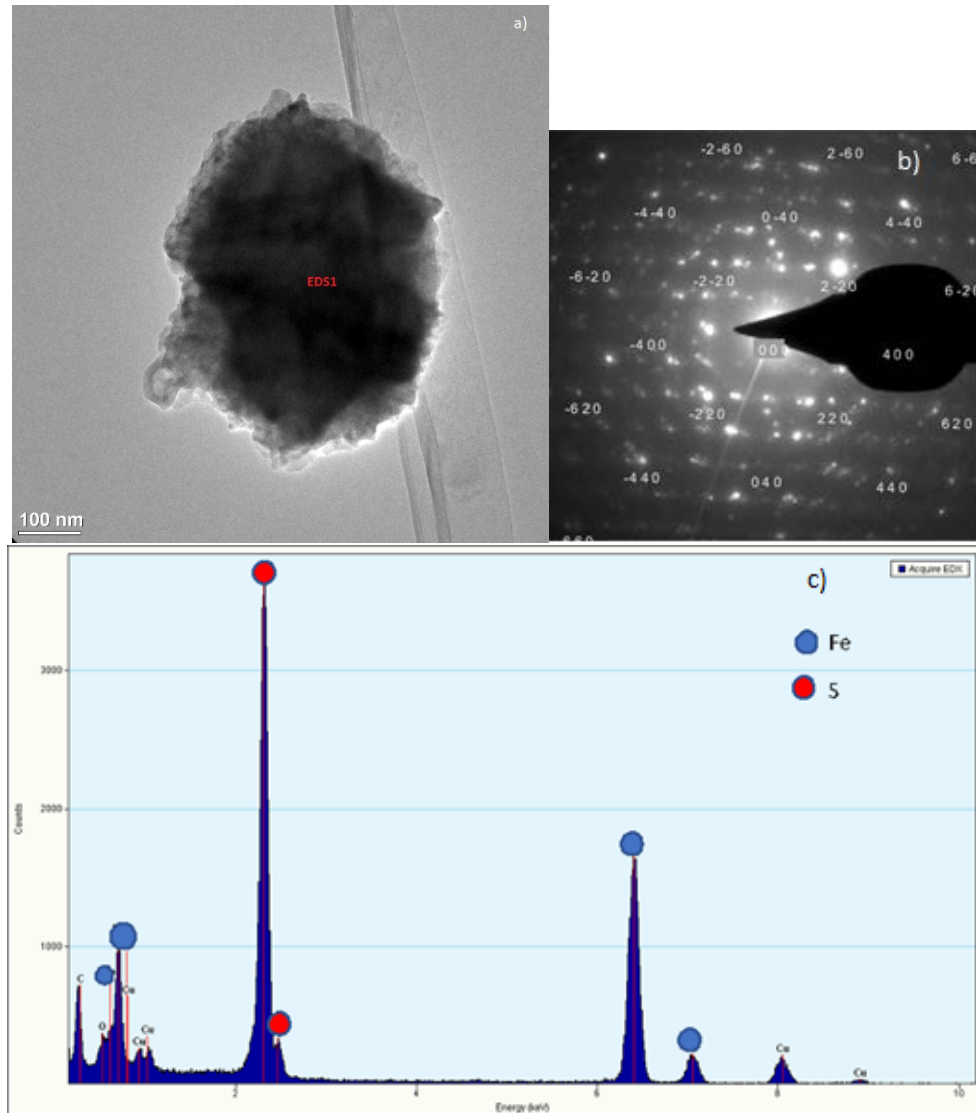 a)
EDS1
100 nm
b)
-2-60 2-60 6-6
-4-40 0-40 4-40
-6-20 -2-20 2-20 6-20
-400 000 400
-620 -220 220 620
-440 040 440
c)
Acquire EDX
Fe
S
3000
2000
1000
Counts
C
O
Cu
Cu
Cu
Cu
Cu
2 4 6 8 10
Energy (keV)